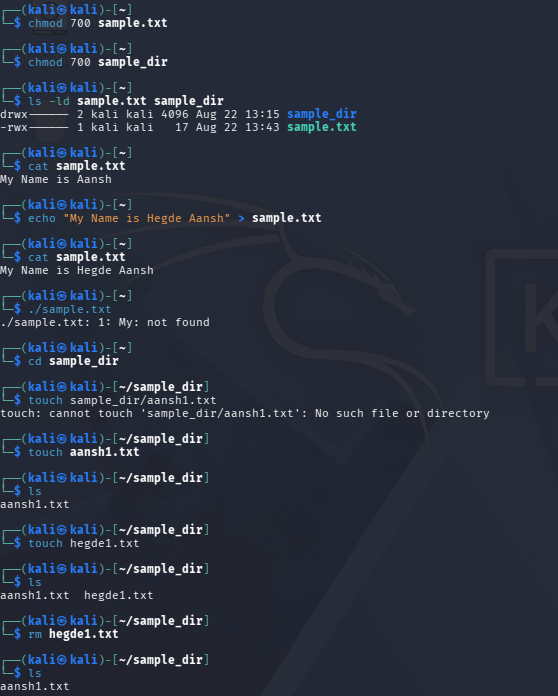 ┌──(kali㉿kali)-[~]
└─$ chmod 700 sample.txt
┌──(kali㉿kali)-[~]
└─$ chmod 700 sample_dir
┌──(kali㉿kali)-[~]
└─$ ls -ld sample.txt sample_dir
drwx------ 2 kali kali 4096 Aug 22 13:15 sample_dir
-rwx------ 1 kali kali   17 Aug 22 13:43 sample.txt
┌──(kali㉿kali)-[~]
└─$ cat sample.txt
My Name is Aansh
┌──(kali㉿kali)-[~]
└─$ echo "My Name is Hegde Aansh" > sample.txt
┌──(kali㉿kali)-[~]
└─$ cat sample.txt
My Name is Hegde Aansh
┌──(kali㉿kali)-[~]
└─$ ./sample.txt
./sample.txt: 1: My: not found
┌──(kali㉿kali)-[~]
└─$ cd sample_dir
┌──(kali㉿kali)-[~/sample_dir]
└─$ touch sample_dir/aansh1.txt
touch: cannot touch 'sample_dir/aansh1.txt': No such file or directory
┌──(kali㉿kali)-[~/sample_dir]
└─$ touch aansh1.txt
┌──(kali㉿kali)-[~/sample_dir]
└─$ ls
aansh1.txt
┌──(kali㉿kali)-[~/sample_dir]
└─$ touch hegde1.txt
┌──(kali㉿kali)-[~/sample_dir]
└─$ ls
aansh1.txt  hegde1.txt
┌──(kali㉿kali)-[~/sample_dir]
└─$ rm hegde1.txt
┌──(kali㉿kali)-[~/sample_dir]
└─$ ls
aansh1.txt
K